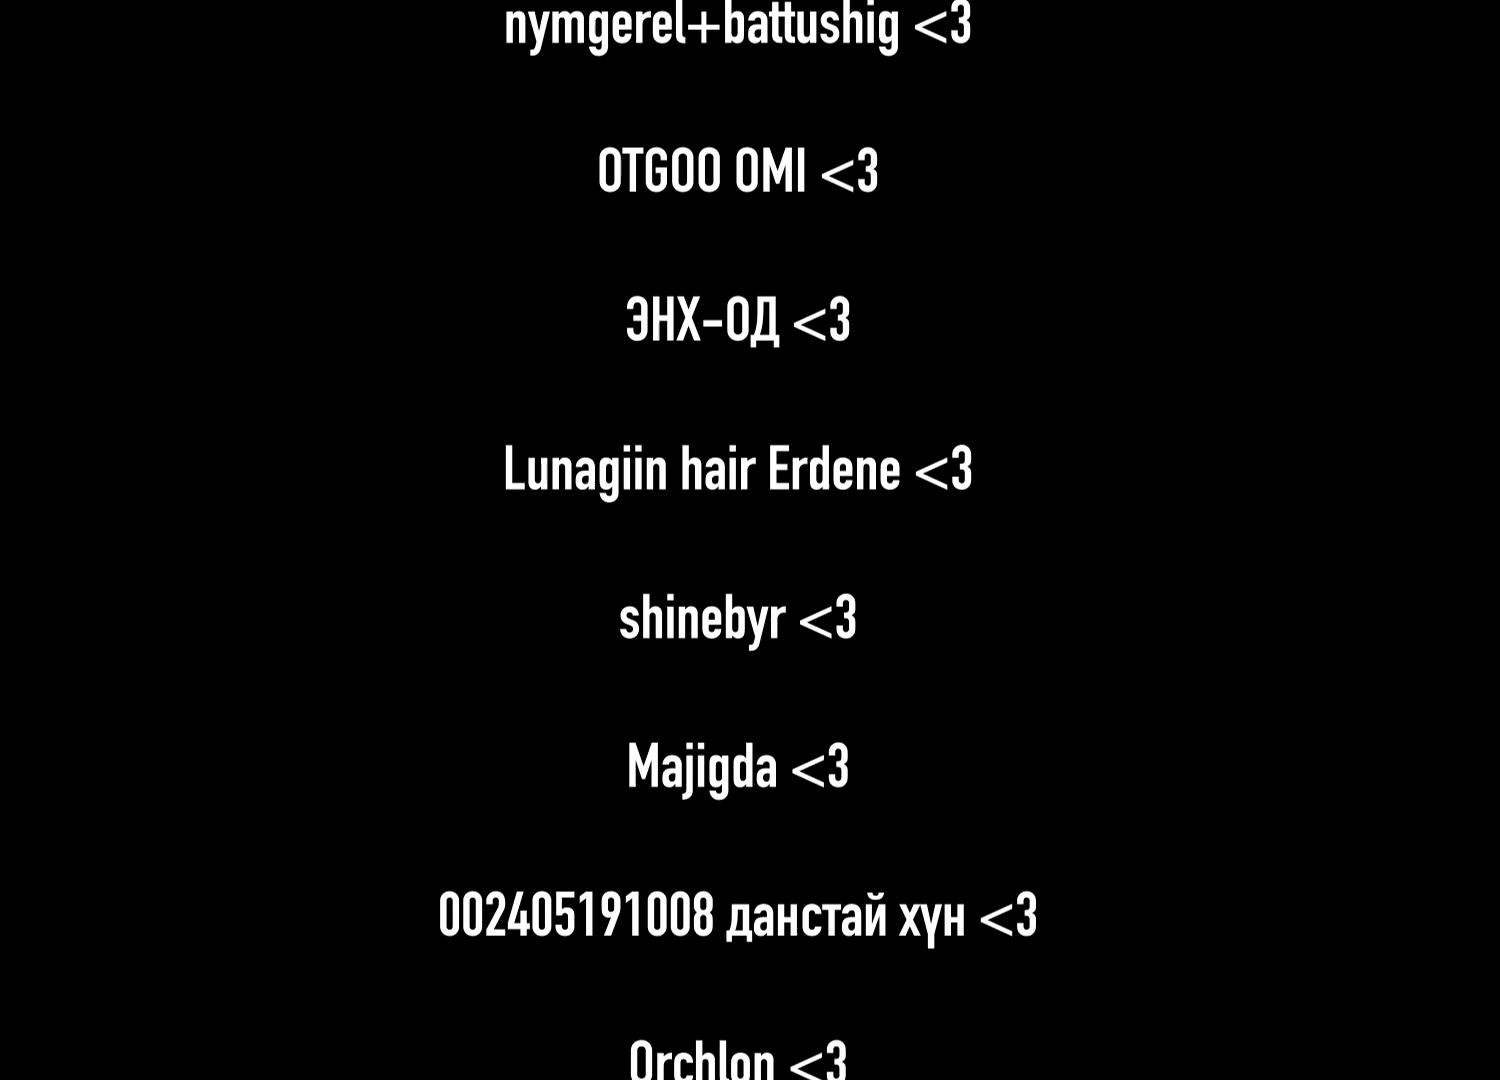 nymgerel+battushig <3
OTGOO OMI <3
ЭНХ-ОД <3
Lunagiin hair Erdene <3
shinebyr <3
Majigda <3
002405191008 данстай хүн <3
Orchlon <3